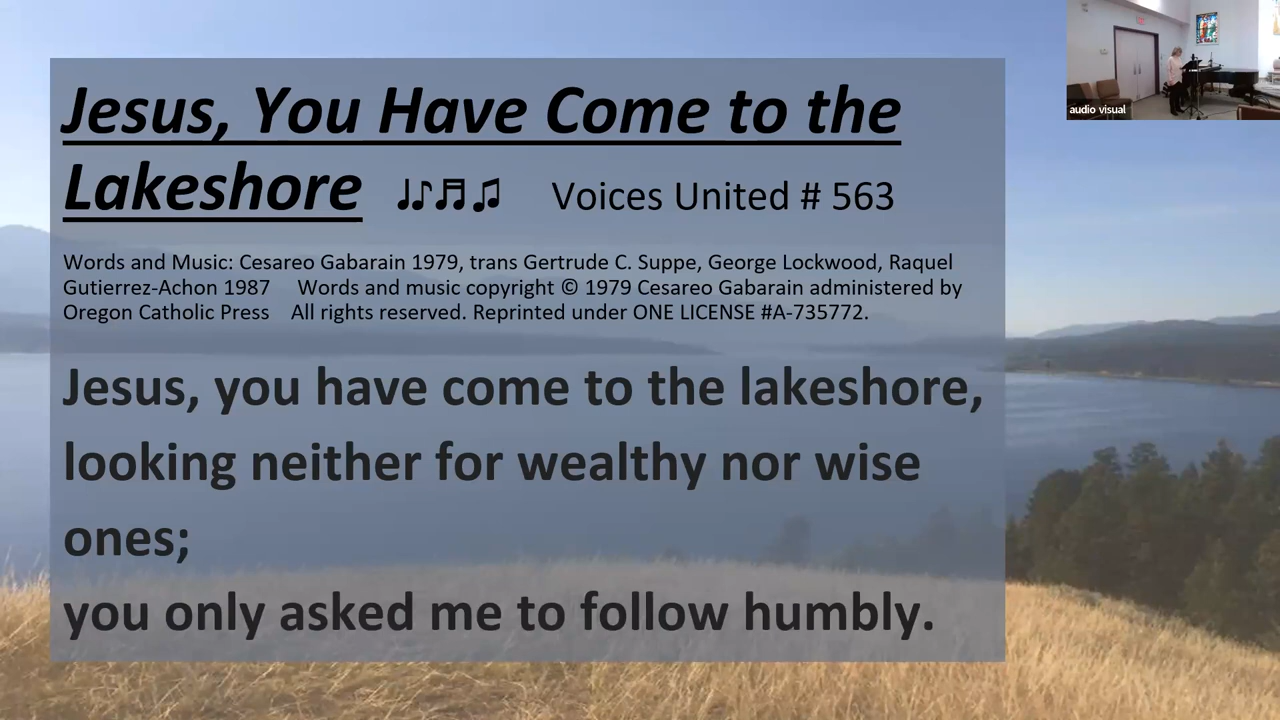 Jesus, You Have Come to the
Lakeshore ♩♪♬♫ Voices United # 563
Words and Music: Cesareo Gabarain 1979, trans Gertrude C. Suppe, George Lockwood, Raquel
Gutierrez-Achon 1987 Words and music copyright © 1979 Cesareo Gabarain administered by
Oregon Catholic Press All rights reserved. Reprinted under ONE LICENSE #A-735772.
Jesus, you have come to the lakeshore,
looking neither for wealthy nor wise
ones;
you only asked me to follow humbly.
audio visual